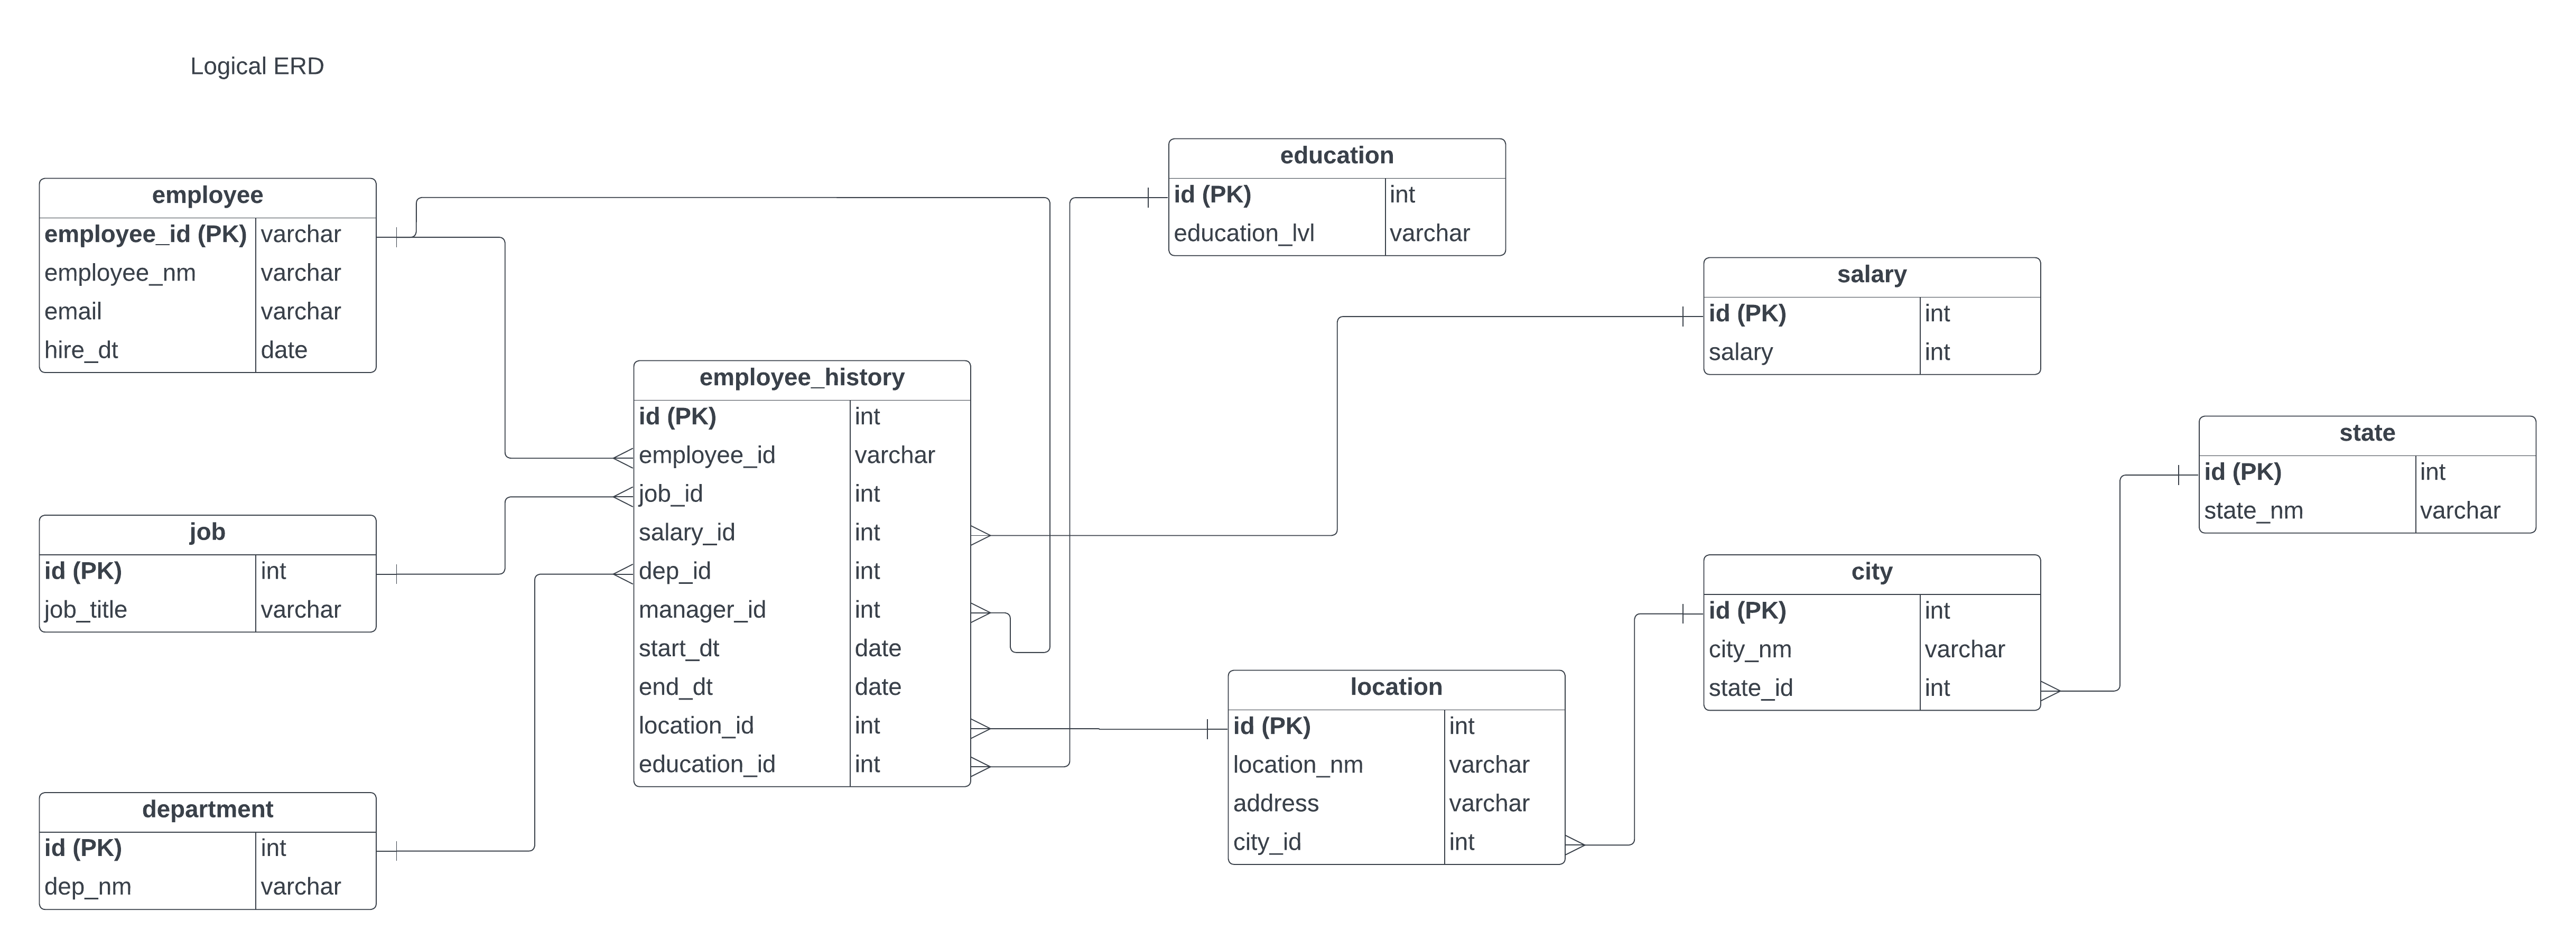 Logical ERD
employee
employee_id (PK) varchar
employee_nm varchar
email varchar
hire_dt date
job
id (PK) int
job_title varchar
department
id (PK) int
dep_nm varchar
employee_history
id (PK) int
employee_id varchar
job_id int
salary_id int
dep_id int
manager_id int
start_dt date
end_dt date
location_id int
education_id int
education
id (PK) int
education_lvl varchar
location
id (PK) int
location_nm varchar
address varchar
city_id int
salary
id (PK) int
salary int
city
id (PK) int
city_nm varchar
state_id int
state
id (PK) int
state_nm varchar